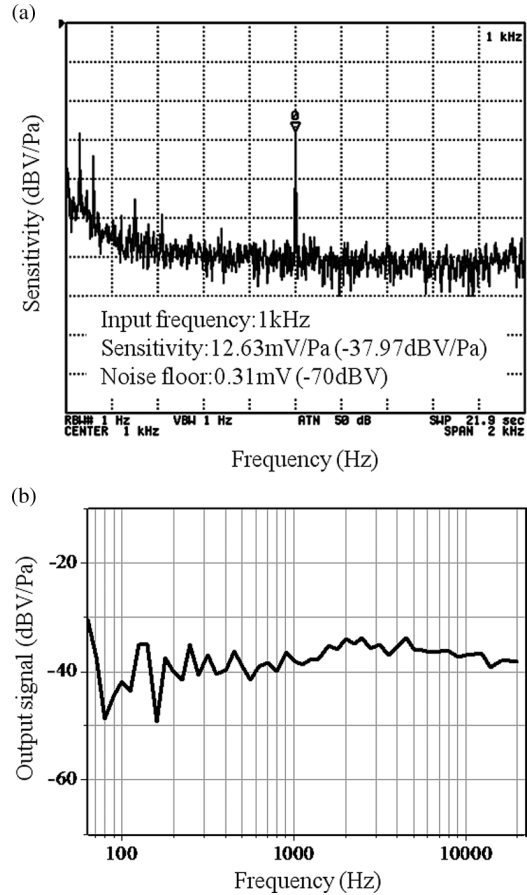 (a)
1 kHz
0
Sensitivity (dBV/Pa)
Input frequency:1kHz
Sensitivity:12.63mV/Pa (-37.97dBV/Pa)
Noise floor:0.31mV (-70dBV)
RBW# 1 Hz VBW 1 Hz ATN 50 dB SWP 21.9 sec
CENTER 1 kHz SPAN 2 kHz
Frequency (Hz)
(b)
Output signal (dBV/Pa)
-20
-40
-60
100 1000 10000
Frequency (Hz)